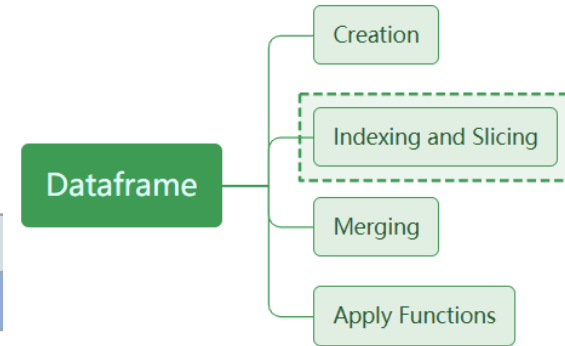 Creation
Indexing and Slicing
Dataframe
Merging
Apply Functions